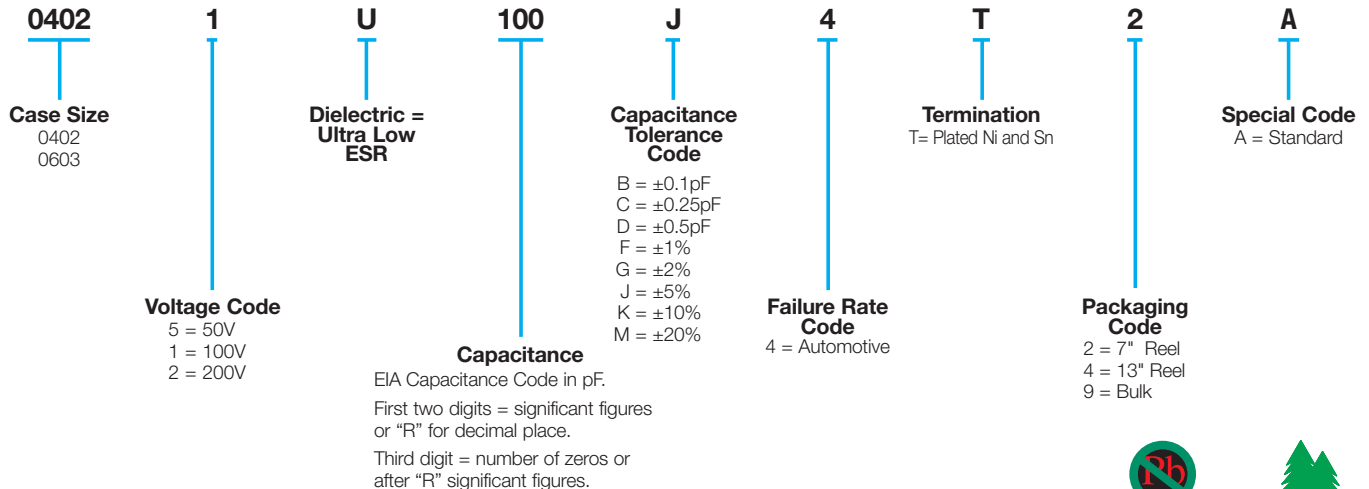 0402 1 U 100 J 4 T 2 A
Case Size
0402
0603
Voltage Code
5 = 50V
1 = 100V
2 = 200V
Dielectric =
Ultra Low
ESR
Capacitance
EIA Capacitance Code in pF.
First two digits = significant figures
or “R” for decimal place.
Third digit = number of zeros or
after “R” significant figures.
Capacitance
Tolerance
Code
B = ±0.1pF
C = ±0.25pF
D = ±0.5pF
F = ±1%
G = ±2%
J = ±5%
K = ±10%
M = ±20%
Failure Rate
Code
4 = Automotive
Termination
T= Plated Ni and Sn
Packaging
Code
2 = 7" Reel
4 = 13" Reel
9 = Bulk
Special Code
A = Standard
Pb